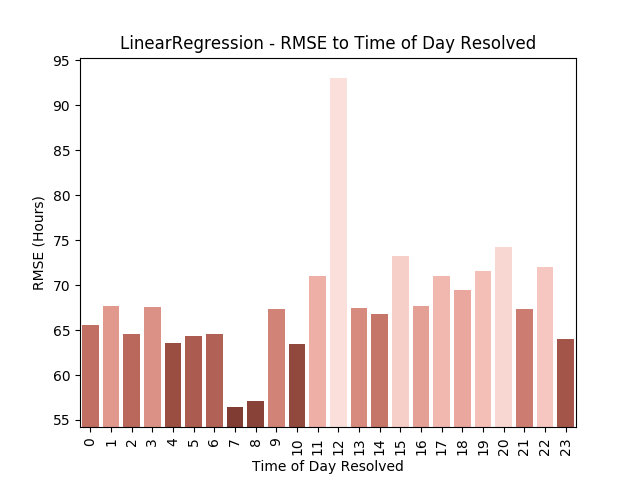 LinearRegression - RMSE to Time of Day Resolved
95
90
85
80
75
70
65
60
55
RMSE (Hours)
0 1 2 3 4 5 6 7 8 9 10 11 12 13 14 15 16 17 18 19 20 21 22 23
Time of Day Resolved